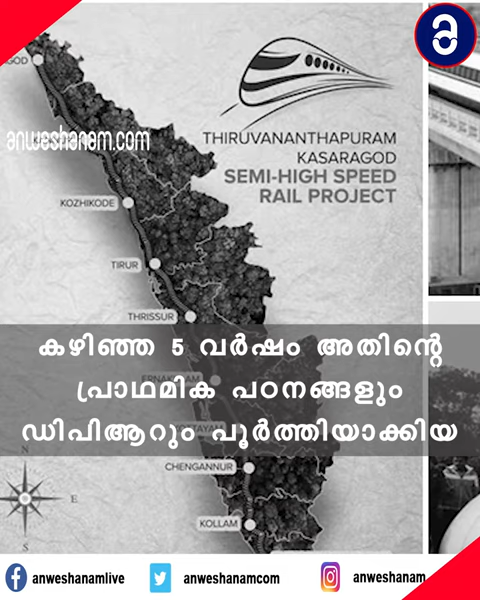 GOD
anweshanam.com
THIRUVANANTHAPURAM
KASARAGOD
SEMI-HIGH SPEED
RAIL PROJECT
KOZHIKODE
TIRUR
THRISSUR
കഴിഞ്ഞ 5 വർഷം അതിന്റെ
ERNAKULAM
പ്രാഥമിക പഠനങ്ങളും
ഡിപിആറും പൂർത്തിയാക്കിയ
CHENGANNUR
N
E
S
KOLLAM
anweshanamlive
anweshanamcom
anweshanam